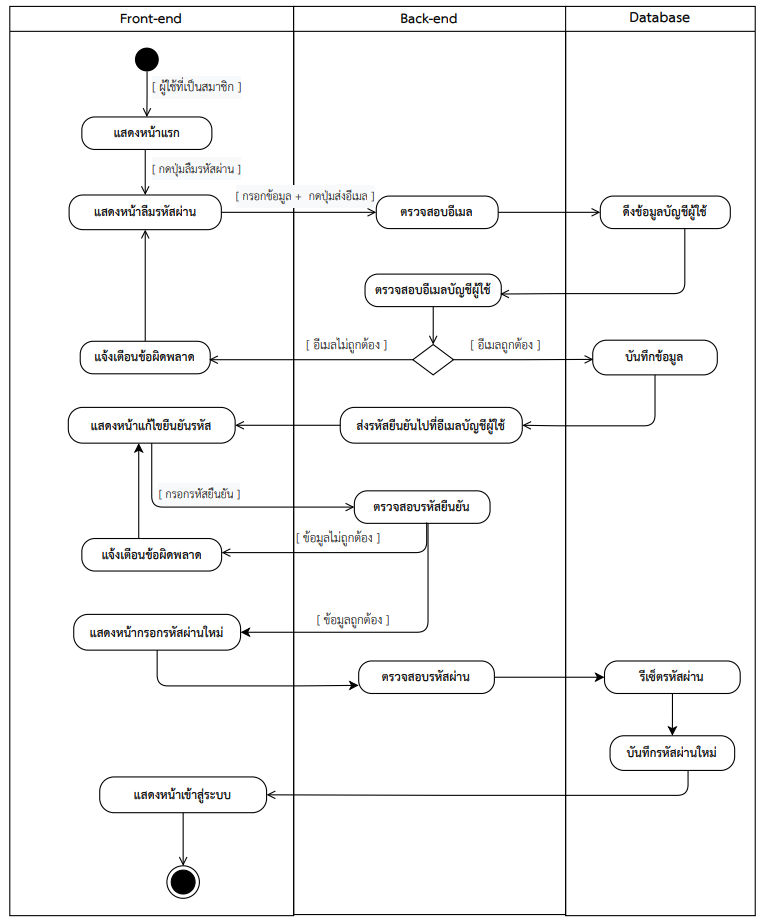 Front-end
Back-end
Database
[ ผู้ใช้ที่เป็นสมาชิก ]
แสดงหน้าแรก
[ กดปุ่มลืมรหัสผ่าน ]
แสดงหน้าลืมรหัสผ่าน
[ กรอกข้อมูล + กดปุ่มส่งอีเมล ]
ตรวจสอบอีเมล
ดึงข้อมูลบัญชีผู้ใช้
ตรวจสอบอีเมลบัญชีผู้ใช้
แจ้งเตือนข้อผิดพลาด
[ อีเมลไม่ถูกต้อง ]
[ อีเมลถูกต้อง ]
บันทึกข้อมูล
แสดงหน้าแก้ไขยืนยันรหัส
ส่งรหัสยืนยันไปที่อีเมลบัญชีผู้ใช้
[ กรอกรหัสยืนยัน ]
ตรวจสอบรหัสยืนยัน
[ ข้อมูลไม่ถูกต้อง ]
แจ้งเตือนข้อผิดพลาด
[ ข้อมูลถูกต้อง ]
แสดงหน้ากรอกรหัสผ่านใหม่
ตรวจสอบรหัสผ่าน
รีเซ็ตรหัสผ่าน
บันทึกรหัสผ่านใหม่
แสดงหน้าเข้าสู่ระบบ